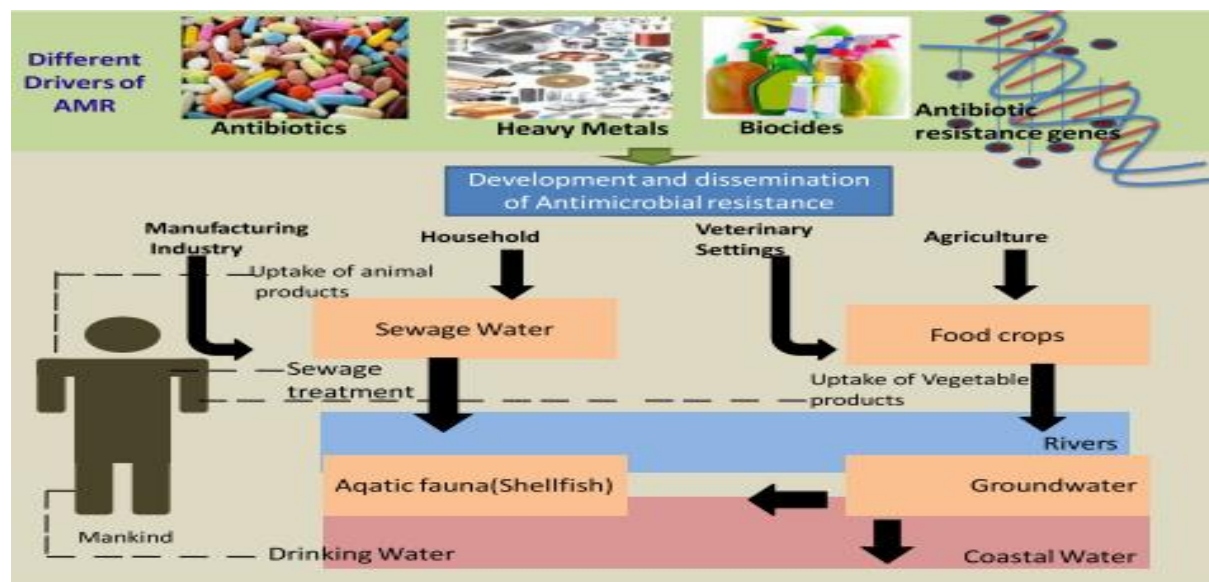 Different
Drivers of
AMR
Antibiotics
Heavy Metals
Biocides
Antibiotic
resistance genes
Development and dissemination
of Antimicrobial resistance
Manufacturing
Industry
Household
Veterinary
Settings
Agriculture
Uptake of animal
products
Sewage Water
Food crops
Sewage
treatment
Uptake of Vegetable
products
Rivers
Aqatic fauna(Shellfish)
Groundwater
Mankind
Drinking Water
Coastal Water